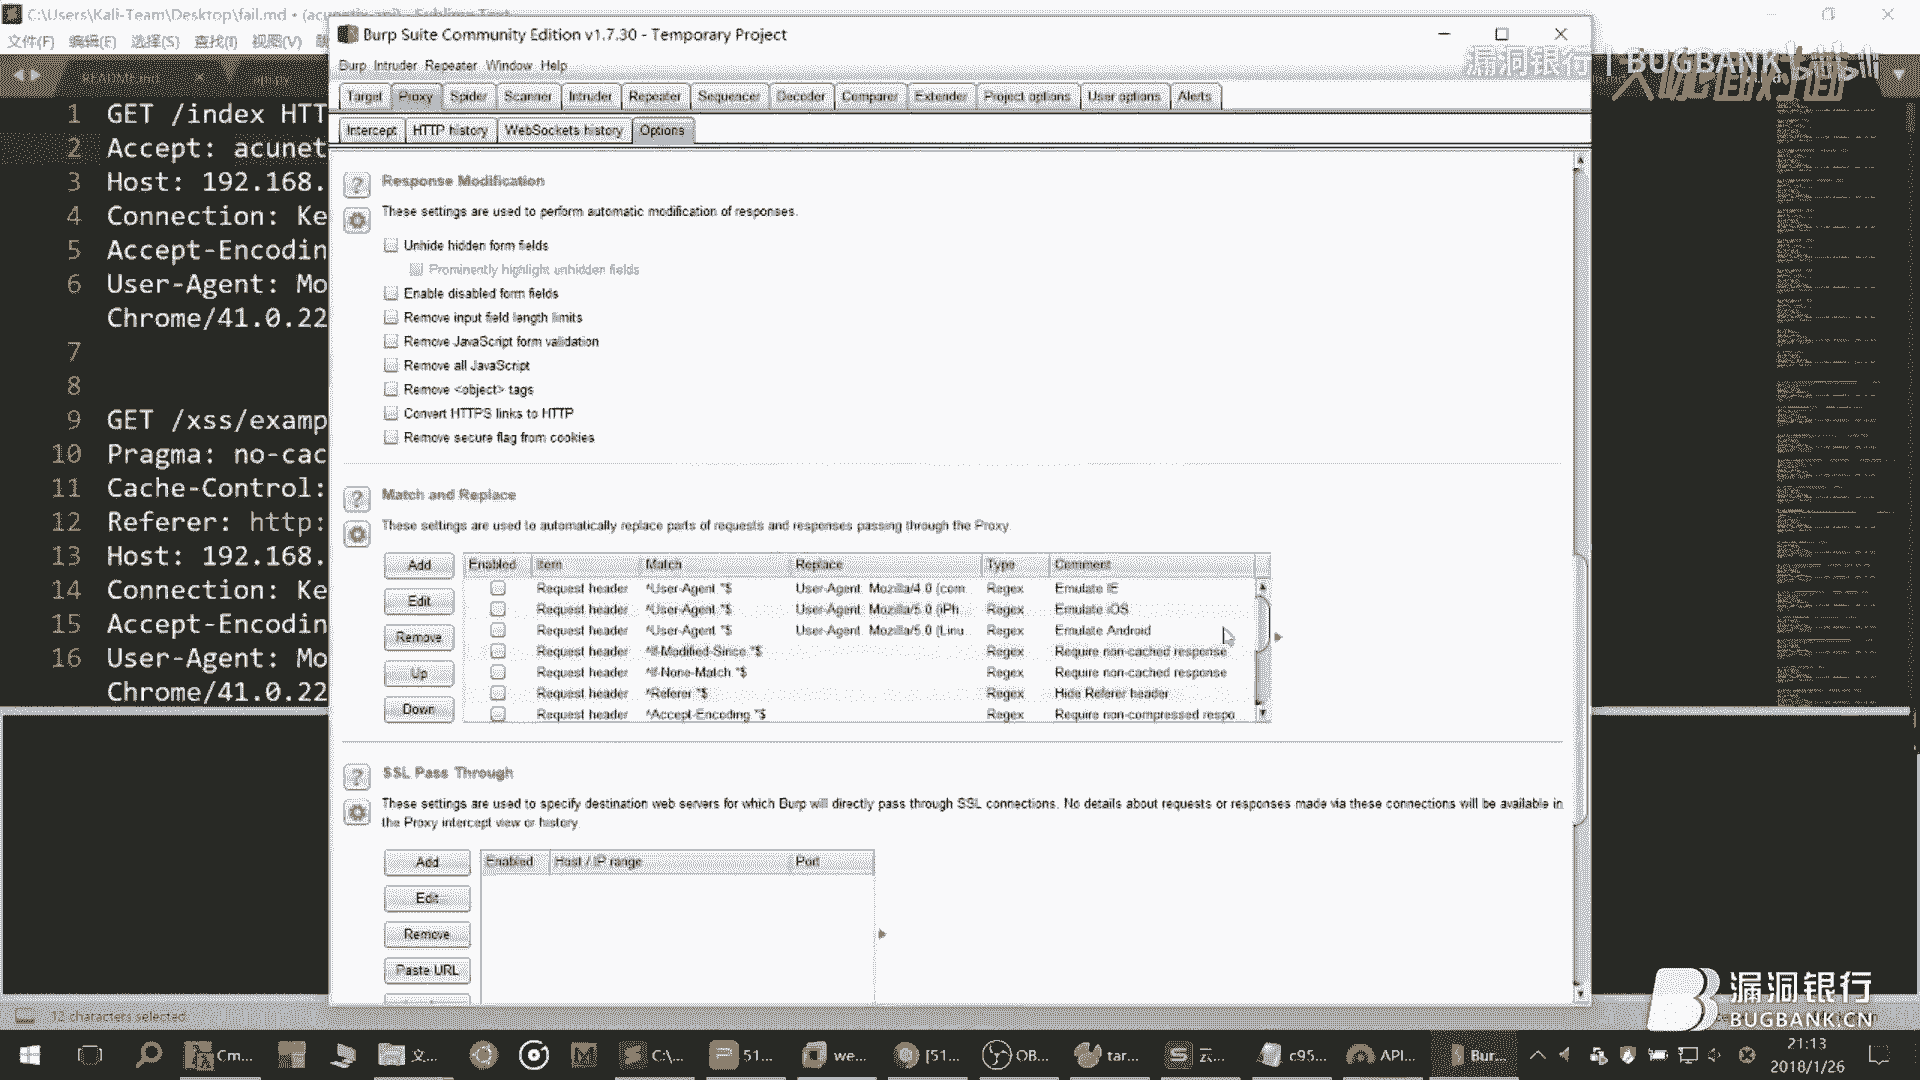 C:\Users\Kali-Team\Desktop\fail.md • (acunetix-api) - Sublime Text
文件(F) 编辑(E) 选择(S) 查找(I) 视图(V)
README.md
api.py
1 GET /index HTT
2 Accept: acunet
3 Host: 192.168.
4 Connection: Ke
5 Accept-Encodin
6 User-Agent: Mo
Chrome/41.0.22
7
8
9 GET /xss/examp
10 Pragma: no-cac
11 Cache-Control:
12 Referer: http:
13 Host: 192.168.
14 Connection: Ke
15 Accept-Encodin
16 User-Agent: Mo
Chrome/41.0.22
12 characters selected
Burp Suite Community Edition v1.7.30 - Temporary Project
Burp Intruder Repeater Window Help
Target Proxy Spider Scanner Intruder Repeater Sequencer Decoder Comparer Extender Project options User options Alerts
Intercept HTTP history WebSockets history Options
Response Modification
These settings are used to perform automatic modification of responses.
Unhide hidden form fields
Prominently highlight unhidden fields
Enable disabled form fields
Remove input field length limits
Remove JavaScript form validation
Remove all JavaScript
Remove <object> tags
Convert HTTPS links to HTTP
Remove secure flag from cookies
Match and Replace
These settings are used to automatically replace parts of requests and responses passing through the Proxy.
Add
Edit
Remove
Up
Down
Enabled Item Match Replace Type Comment
Request header ^User-Agent.*$ User-Agent: Mozilla/4.0 (com... Regex Emulate IE
Request header ^User-Agent.*$ User-Agent: Mozilla/5.0 (iPh... Regex Emulate iOS
Request header ^User-Agent.*$ User-Agent: Mozilla/5.0 (Linu... Regex Emulate Android
Request header ^If-Modified-Since.*$ Regex Require non-cached response
Request header ^If-None-Match.*$ Regex Require non-cached response
Request header ^Referer.*$ Regex Hide Referer header
Request header ^Accept-Encoding.*$ Regex Require non-compressed respo
SSL Pass Through
These settings are used to specify destination web servers for which Burp will directly pass through SSL connections. No details about requests or responses made via these connections will be available in
the Proxy intercept view or history.
Add
Edit
Remove
Paste URL
Enabled Host / IP range Port
漏洞银行 | BUGBANK
漏洞银行
BUGBANK.CN
Cm... 文... C:\... 51... we... [51... OB... tar... 云... c95... API... Bur...
21:13
2018/1/26